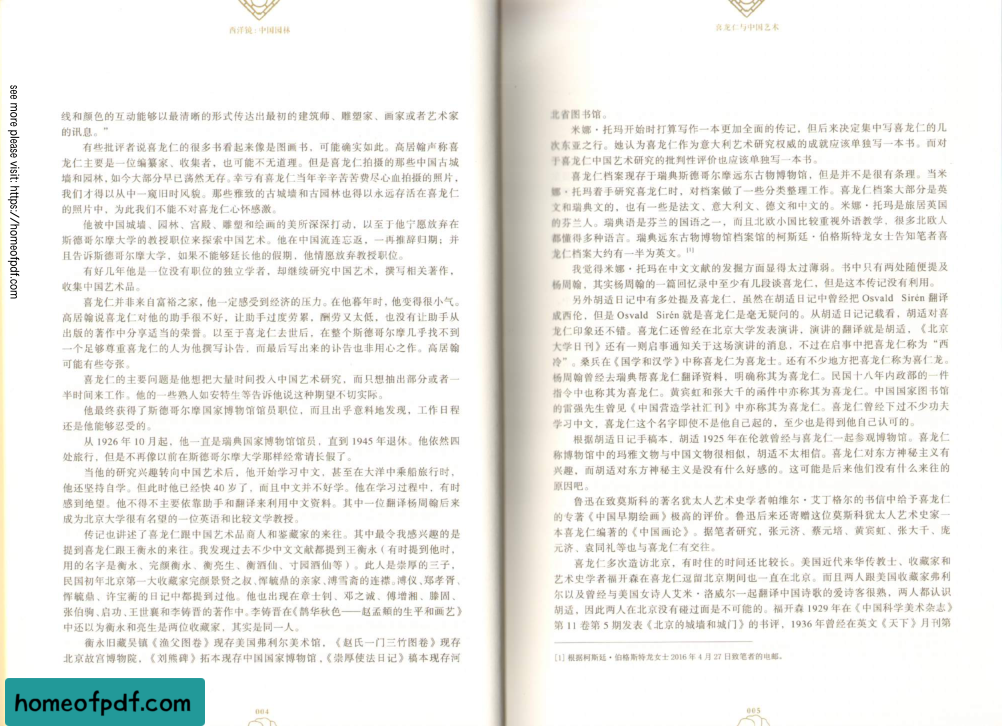 西洋镜：中国园林
线和颜色的互动能够以最清晰的形式传达出最初的建筑师、雕塑家、画家或者艺术家
的讯息。”
有些批评者说喜龙仁的很多书看起来像是图画书，可能确实如此。高居翰声称喜
龙仁主要是一位编纂家、收集者，也可能不无道理。但是喜龙仁拍摄的那些中国古城
墙和园林，如今大部分早已荡然无存。幸亏有喜龙仁当年辛辛苦苦费尽心血拍摄的照片，
我们才得以从中一窥旧时风貌。那些雅致的古城墙和古园林也得以永远存活在喜龙仁
的照片中，为此我们不能不对喜龙仁心怀感激。
他被中国城墙、园林、宫殿、雕塑和绘画的美所深深打动，以至于他宁愿放弃在
斯德哥尔摩大学的教授职位来探索中国艺术。他在中国流连忘返，一再推辞归期；并
且告诉斯德哥尔摩大学，如果不能够延长他的假期，他情愿放弃教授职位。
有好几年他是一位没有职位的独立学者，却继续研究中国艺术，撰写相关著作，
收集中国艺术品。
喜龙仁并非来自富裕之家，他一定感受到经济的压力。在他暮年时，他变得很小气。
高居翰说喜龙仁对他的助手很不好，让助手过度劳累，酬劳又太低，也没有让助手从
出版的著作中分享适当的荣誉。以至于喜龙仁去世后，在整个斯德哥尔摩几乎找不到
一个足够尊重喜龙仁的人为他撰写讣告，而最后写出来的讣告也非用心之作。高居翰
可能有些夸张。
喜龙仁的主要问题是他想把大量时间投入中国艺术研究，而只想抽出部分或者一
半时间来工作。他的一些熟人如安特生等告诉他说这种期望不切实际。
他最终获得了斯德哥尔摩国家博物馆馆员职位，而且出乎意料地发现，工作日程
还是他能够忍受的。
从 1926 年 10 月起，他一直是瑞典国家博物馆馆员，直到 1945 年退休。他依然四
处旅行，但是不再像以前在斯德哥尔摩大学那样经常请长假了。
当他的研究兴趣转向中国艺术后，他开始学习中文，甚至在大洋中乘船旅行时，
他还坚持自学。但此时他已经快 40 岁了，而且中文并不好学。他在学习过程中，有时
感到绝望。他不得不主要依靠助手和翻译来利用中文资料。其中一位翻译杨周翰后来
成为北京大学很有名望的一位英语和比较文学教授。
传记也讲述了喜龙仁跟中国艺术品商人和鉴藏家的来往。其中最令我感兴趣的是
提到喜龙仁跟王衡永的来往。我发现过去不少中文文献都提到王衡永（有时提到他时，
用的名字是衡永、完颜衡永、衡亮生、衡酒仙、寸园酒仙等）。此人是崇厚的三子，
民国初年北京第一大收藏家完颜景贤之叔、恽毓鼎的亲家、溥雪斋的连襟。溥仪、郑孝胥、
恽毓鼎、许宝蘅的日记中都提到过他。他也出现在章士钊、邓之诚、傅增湘、滕固、
张伯驹、启功、王世襄和李铸晋的著作中。李铸晋在《鹊华秋色——赵孟頫的生平和画艺》
中还以为衡永和亮生是两位收藏家，其实是同一人。
衡永旧藏吴镇《渔父图卷》现存美国弗利尔美术馆，《赵氏一门三竹图卷》现存
北京故宫博物院，《刘熊碑》拓本现存中国国家博物馆，《崇厚使法日记》稿本现存河
004
喜龙仁与中国艺术
北省图书馆。
米娜·托玛开始时打算写作一本更加全面的传记，但后来决定集中写喜龙仁的几
次东亚之行。她认为喜龙仁作为意大利艺术研究权威的成就应该单独写一本书。而对
于喜龙仁中国艺术研究的批判性评价也应该单独写一本书。
喜龙仁档案现存于瑞典斯德哥尔摩远东古物博物馆，但是并不是很有条理。当米
娜·托玛着手研究喜龙仁时，对档案做了一些分类整理工作。喜龙仁档案大部分是英
文和瑞典文的，也有一些是法文、意大利文、德文和中文的。米娜·托玛是旅居英国
的芬兰人。瑞典语是芬兰的国语之一，而且北欧小国比较重视外语教学，很多北欧人
都懂得多种语言。瑞典远东古物博物馆档案馆的柯斯廷·伯格斯特龙女士告知笔者喜
龙仁档案大约有一半为英文。[1]
我觉得米娜·托玛在中文文献的发掘方面显得太过薄弱。书中只有两处随便提及
杨周翰，其实杨周翰的一篇回忆录中至少有几段谈喜龙仁，但是这本传记没有利用。
另外胡适日记中有多处提及喜龙仁，虽然在胡适日记中曾经把 Osvald Sirén 翻译
成西伦，但是 Osvald Sirén 就是喜龙仁是毫无疑问的。从胡适日记记载看，胡适对喜
龙仁印象还不错。喜龙仁还曾经在北京大学发表演讲，演讲的翻译就是胡适，《北京
大学日刊》还有一则启事通知关于这场演讲的消息，不过在启事中把喜龙仁称为“西
冷”。桑兵在《国学和汉学》中称喜龙仁为喜龙士。还有不少地方把喜龙仁称为喜仁龙。
杨周翰曾经去瑞典帮喜龙仁翻译资料，明确称其为喜龙仁。民国十八年内政部的一件
指令中也称其为喜龙仁。黄宾虹和张大千的函件中亦称其为喜龙仁。中国国家图书馆
的雷强先生曾见《中国营造学社汇刊》中亦称其为喜龙仁。喜龙仁曾经下过不少功夫
学习中文，喜龙仁这个名字即使不是他自己起的，至少也是得到他自己认可的。
根据胡适日记手稿本，胡适 1925 年在伦敦曾经与喜龙仁一起参观博物馆。喜龙仁
称博物馆中的玛雅文物与中国文物很相似，胡适不太相信。喜龙仁对东方神秘主义有
兴趣，而胡适对东方神秘主义是没有什么好感的。这可能是后来他们没有什么来往的
原因吧。
鲁迅在致莫斯科的著名犹太人艺术史学者帕维尔·艾丁格尔的书信中给予喜龙仁
的专著《中国早期绘画》极高的评价。鲁迅后来还寄赠这位莫斯科犹太人艺术史家一
本喜龙仁编著的《中国画论》。据笔者研究，张元济、蔡元培、黄宾虹、张大千、庞
元济、袁同礼等也与喜龙仁有交往。
喜龙仁多次造访北京，有时住的时间还比较长。美国近代来华传教士、收藏家和
艺术史学者福开森在喜龙仁逗留北京期间也一直在北京。而且两人跟美国收藏家弗利
尔以及曾经与美国女诗人艾米·洛威尔一起翻译中国诗歌的爱诗客很熟，两人都认识
胡适，因此两人在北京没有碰过面是不可能的。福开森 1929 年在《中国科学美术杂志》
第 11 卷第 5 期发表《北京的城墙和城门》的书评，1936 年曾经在英文《天下》月刊第
[1] 根据柯斯廷·伯格斯特龙女士 2016 年 4 月 27 日致笔者的电邮。
005
see more please visit: https://homeofpdf.com
homeofpdf.com